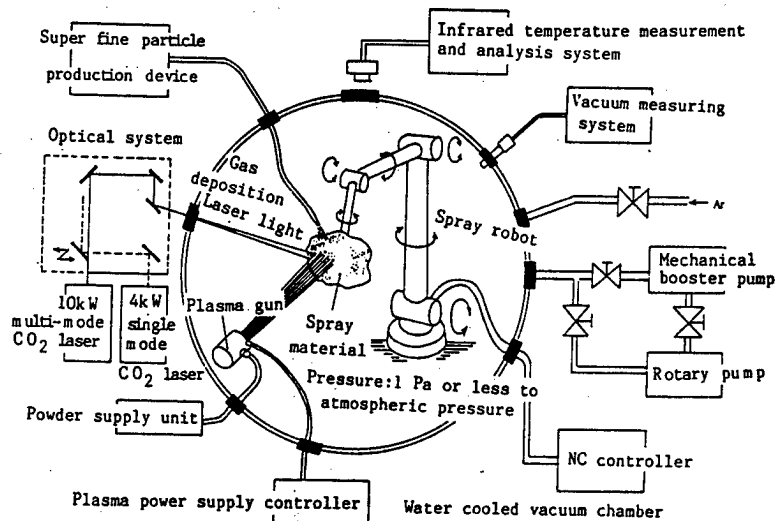 Super fine particle
production device
Infrared temperature measurement
and analysis system
Vacuum measuring
system
Optical system
Gas
deposition
Laser light
Spray robot
Ar
Mechanical
booster pump
Rotary pump
10kW
multi-mode
CO2 laser
4kW
single
mode
CO2 laser
Plasma gun
Spray
material
Pressure:1 Pa or less to
atmospheric pressure
Powder supply unit
NC controller
Plasma power supply controller
Water cooled vacuum chamber